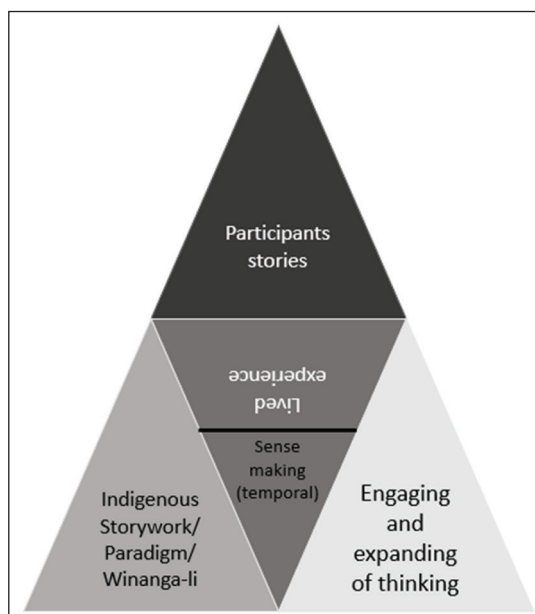 Participants
stories
Lived
experience
Sense
making
(temporal)
Indigenous
Storywork/
Paradigm/
Winanga-li
Engaging
and
expanding
of thinking